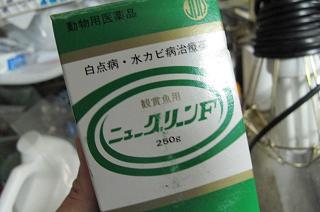 動物用医薬品
白点病・水カビ病治療
観賞魚用
ニューグリーンF
250g